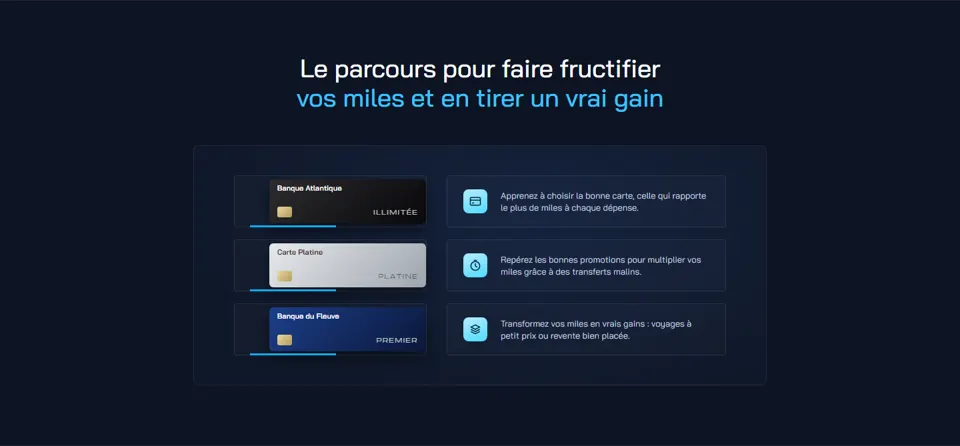 Le parcours pour faire fructifier
vos miles et en tirer un vrai gain
Banque Atlantique
ILLIMITÉE
Apprenez à choisir la bonne carte, celle qui rapporte
le plus de miles à chaque dépense.
Carte Platine
PLATINE
Repérez les bonnes promotions pour multiplier vos
miles grâce à des transferts malins.
Banque du Fleuve
PREMIER
Transformez vos miles en vrais gains : voyages à
petit prix ou revente bien placée.